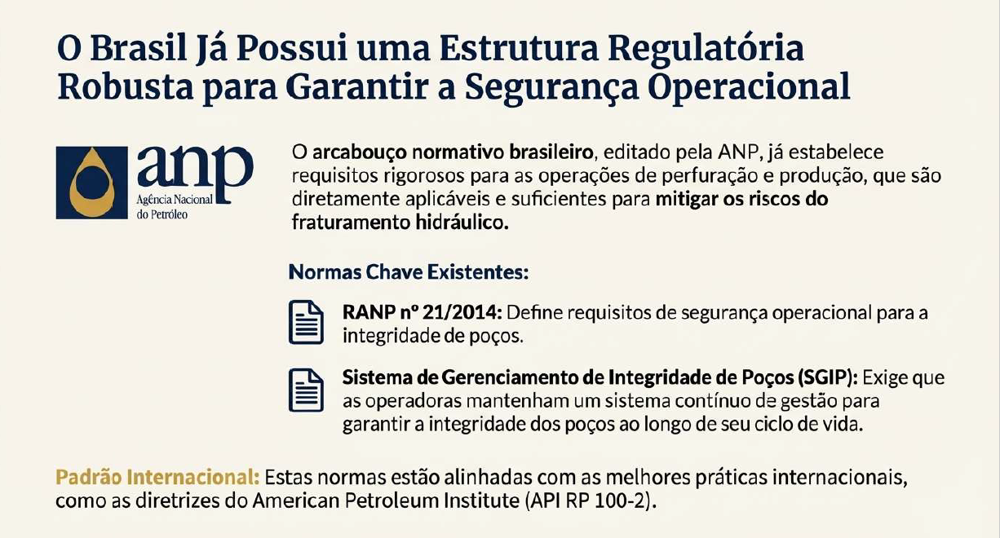 O Brasil Já Possui uma Estrutura Regulatória
Robusta para Garantir a Segurança Operacional
anp
Agência Nacional
do Petróleo
O arcabouço normativo brasileiro, editado pela ANP, já estabelece
requisitos rigorosos para as operações de perfuração e produção, que são
diretamente aplicáveis e suficientes para mitigar os riscos do
fraturamento hidráulico.
Normas Chave Existentes:
RANP nº 21/2014: Define requisitos de segurança operacional para a
integridade de poços.
Sistema de Gerenciamento de Integridade de Poços (SGIP): Exige que
as operadoras mantenham um sistema contínuo de gestão para
garantir a integridade dos poços ao longo de seu ciclo de vida.
Padrão Internacional: Estas normas estão alinhadas com as melhores práticas internacionais,
como as diretrizes do American Petroleum Institute (API RP 100-2).